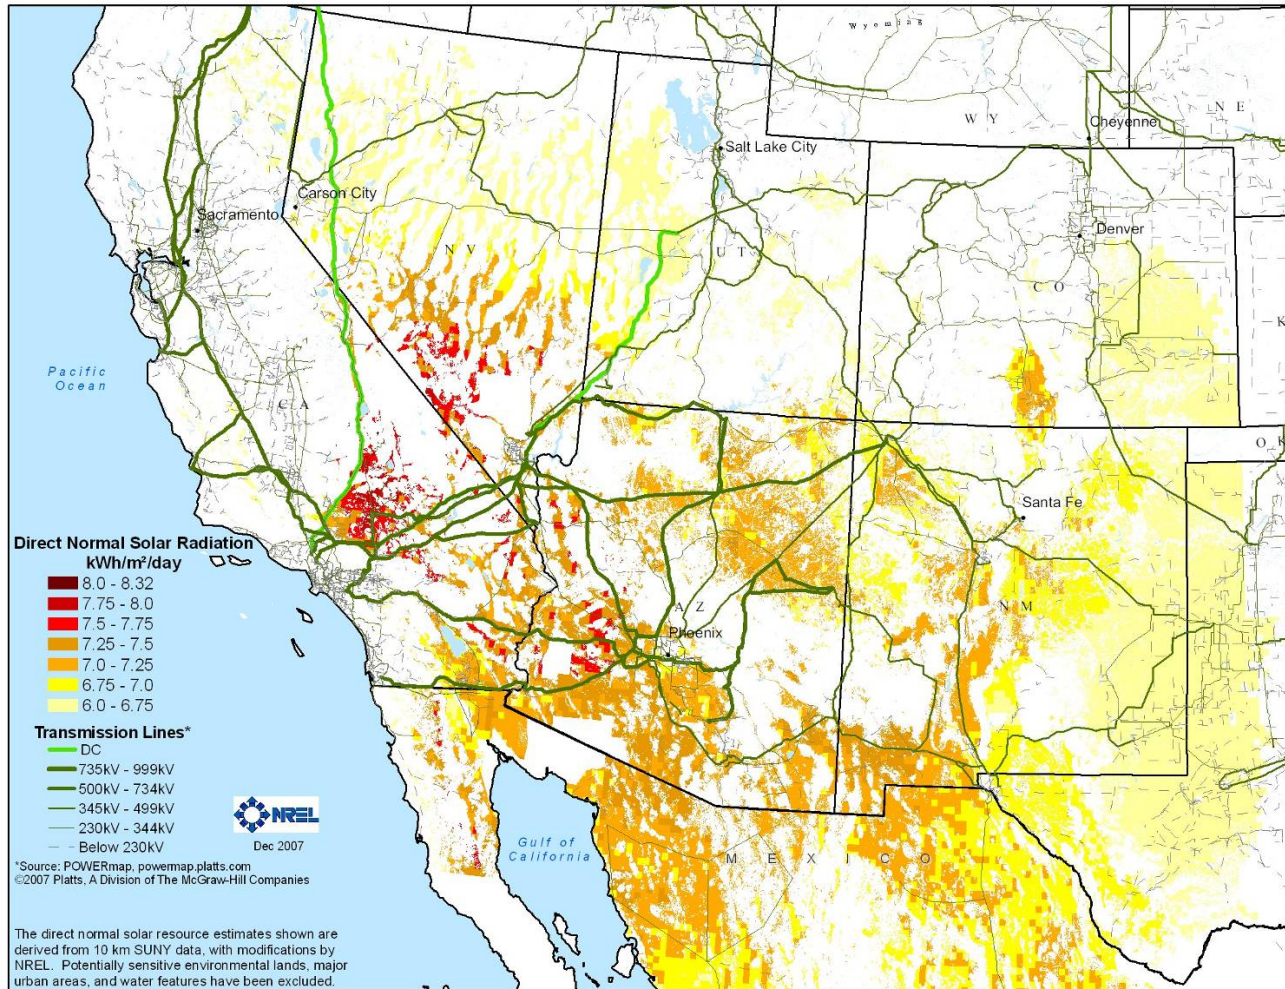 Wyoming
WY
NE
Cheyenne
Salt Lake City
Carson City
Sacramento
Denver
NV
UT
CO
K
Pacific
Ocean
CA
OK
Santa Fe
AZ
NM
Phoenix
Direct Normal Solar Radiation
kWh/m²/day
8.0 - 8.32
7.75 - 8.0
7.5 - 7.75
7.25 - 7.5
7.0 - 7.25
6.75 - 7.0
6.0 - 6.75
Transmission Lines*
DC
735kV - 999kV
500kV - 734kV
345kV - 499kV
230kV - 344kV
Below 230kV
NREL
Dec 2007
Gulf of
California
MEXICO
*Source: POWERmap, powermap.platts.com
©2007 Platts, A Division of The McGraw-Hill Companies
The direct normal solar resource estimates shown are
derived from 10 km SUNY data, with modifications by
NREL. Potentially sensitive environmental lands, major
urban areas, and water features have been excluded.